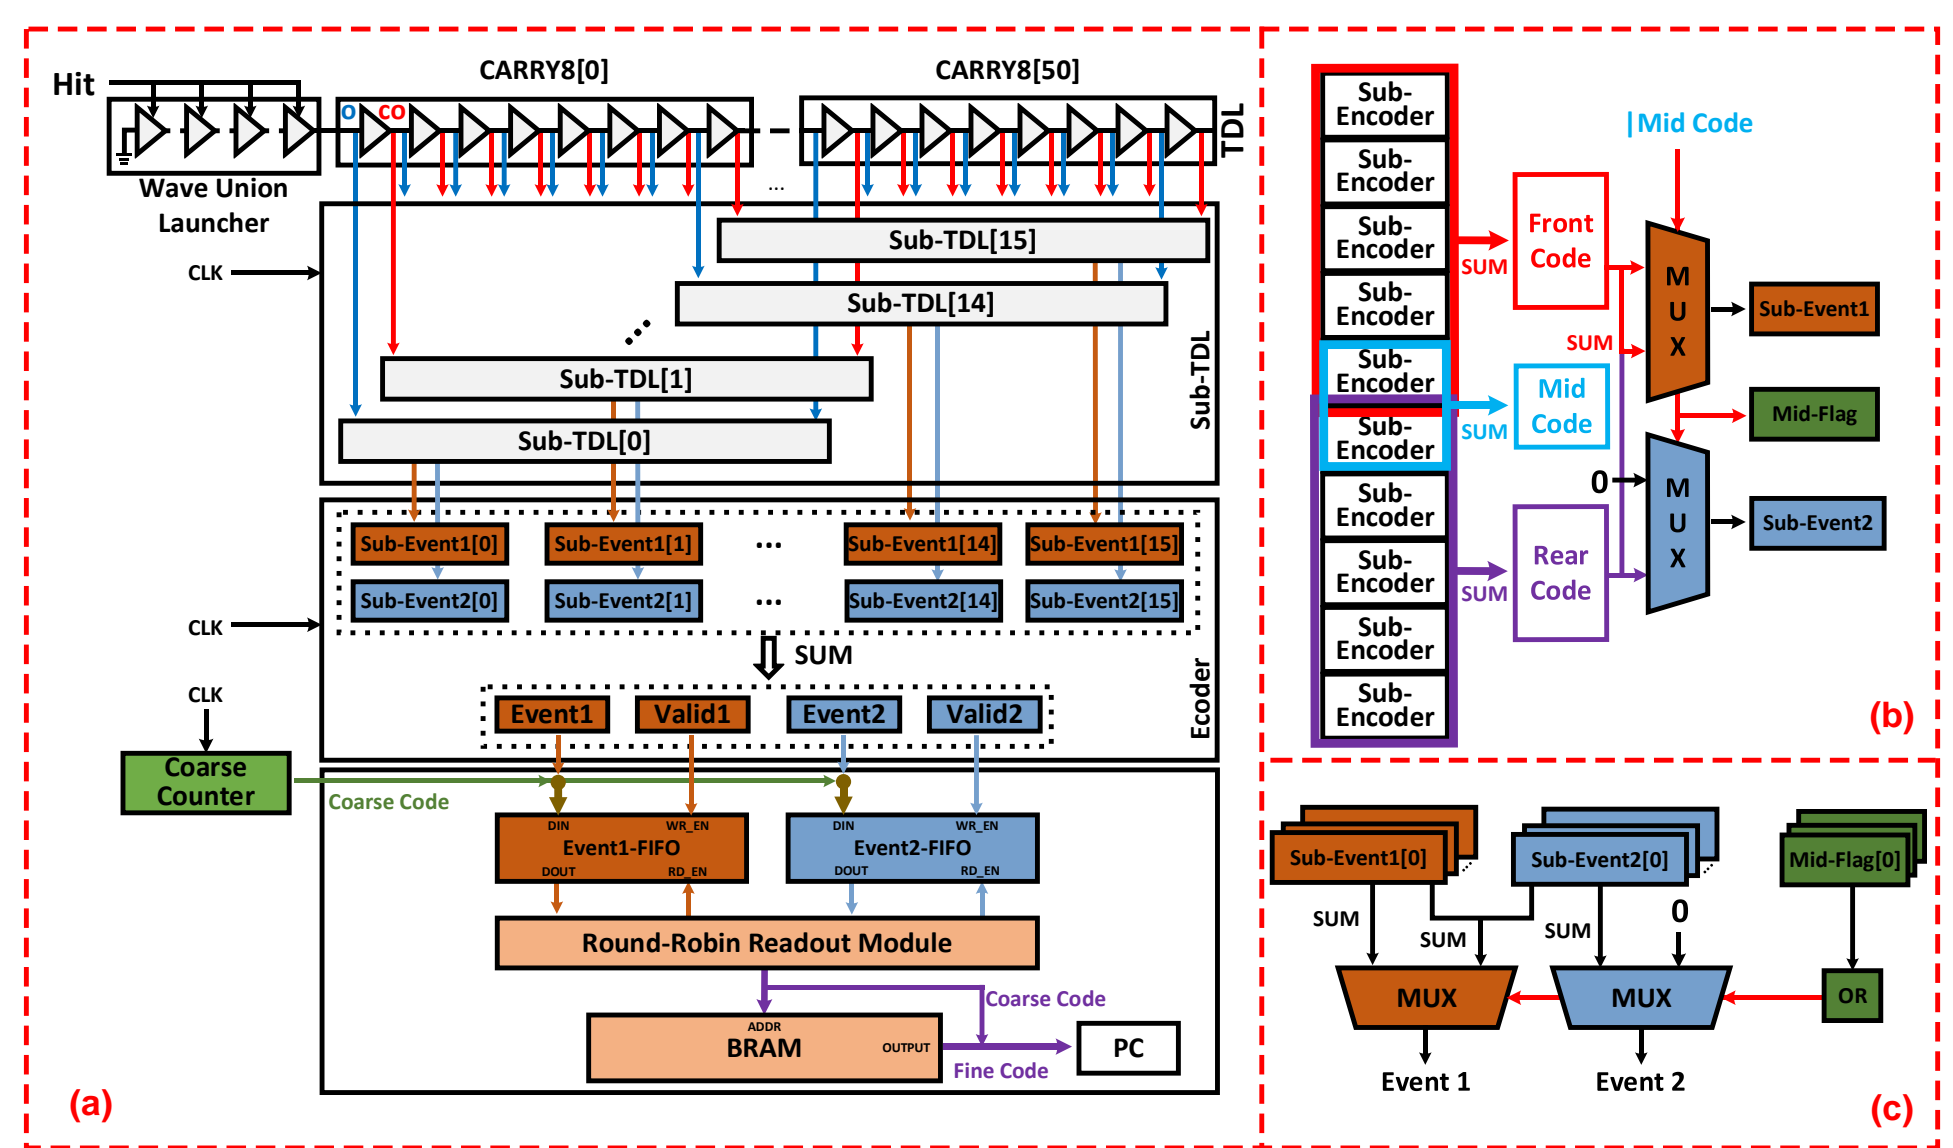 Hit
CARRY8[0]
CARRY8[50]
O
CO
TDL
...
Wave Union
Launcher
CLK
Sub-TDL[15]
Sub-TDL[14]
Sub-TDL[1]
Sub-TDL[0]
Sub-TDL
Sub-Event1[0]
Sub-Event1[1]
...
Sub-Event1[14]
Sub-Event1[15]
Sub-Event2[0]
Sub-Event2[1]
...
Sub-Event2[14]
Sub-Event2[15]
CLK
SUM
Ecoder
Event1
Valid1
Event2
Valid2
CLK
Coarse
Counter
Coarse Code
DIN
WR_EN
Event1-FIFO
DOUT
RD_EN
DIN
WR_EN
Event2-FIFO
DOUT
RD_EN
Round-Robin Readout Module
Coarse Code
ADDR
BRAM
OUTPUT
Fine Code
PC
(a)
Sub-
Encoder
Sub-
Encoder
Sub-
Encoder
Sub-
Encoder
Sub-
Encoder
Sub-
Encoder
Sub-
Encoder
Sub-
Encoder
Sub-
Encoder
Sub-
Encoder
|Mid Code
SUM
Front
Code
SUM
M
U
X
Sub-Event1
SUM
Mid
Code
Mid-Flag
0
M
U
X
Sub-Event2
SUM
Rear
Code
(b)
Sub-Event1[0]
Sub-Event2[0]
Mid-Flag[0]
SUM
SUM
SUM
0
MUX
MUX
OR
Event 1
Event 2
(c)